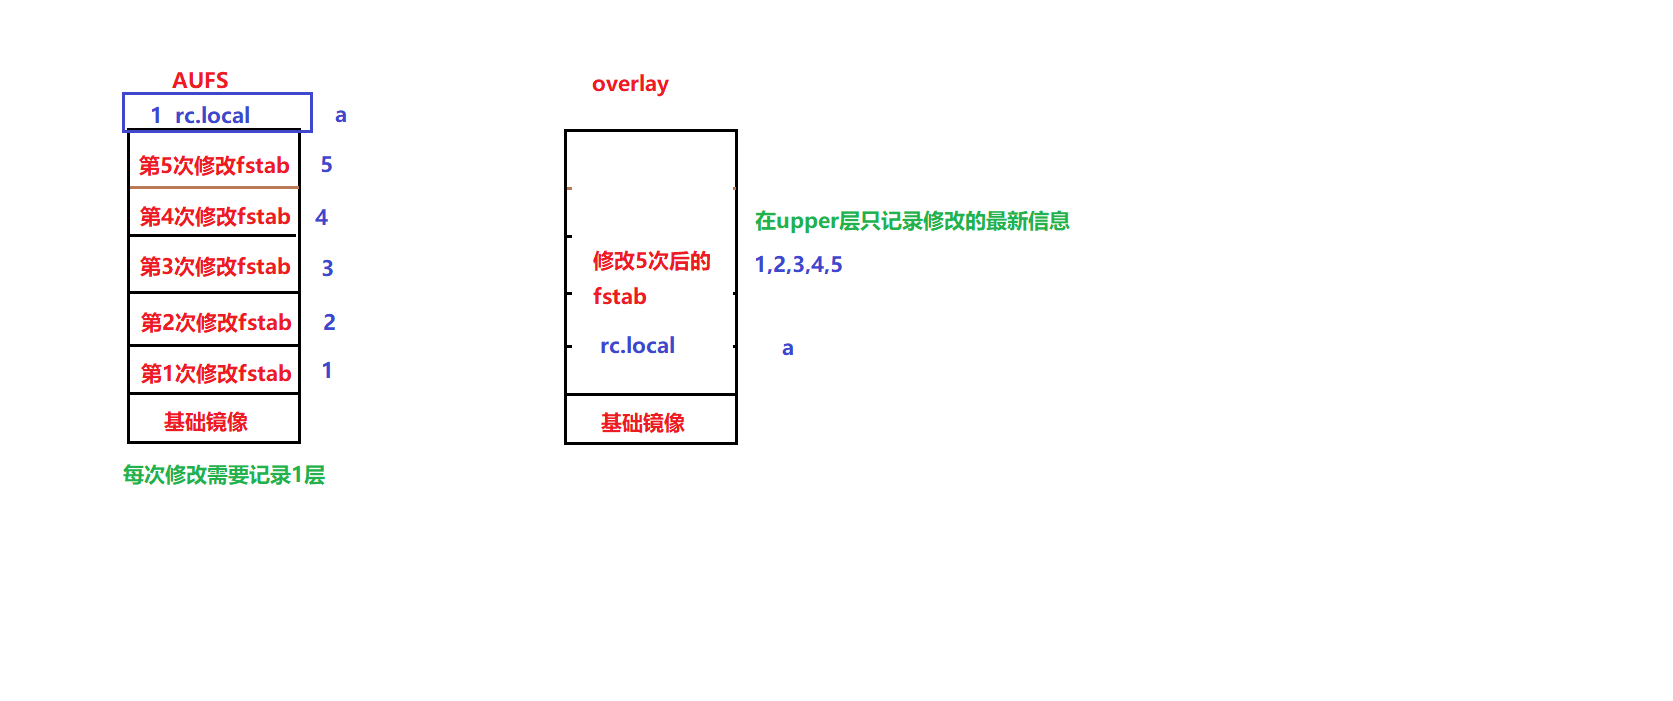 AUFS
1 rc.local a
第5次修改fstab 5
第4次修改fstab 4
第3次修改fstab 3
第2次修改fstab 2
第1次修改fstab 1
基础镜像
每次修改需要记录1层
overlay
在upper层只记录修改的最新信息
修改5次后的 1,2,3,4,5
fstab
rc.local a
基础镜像